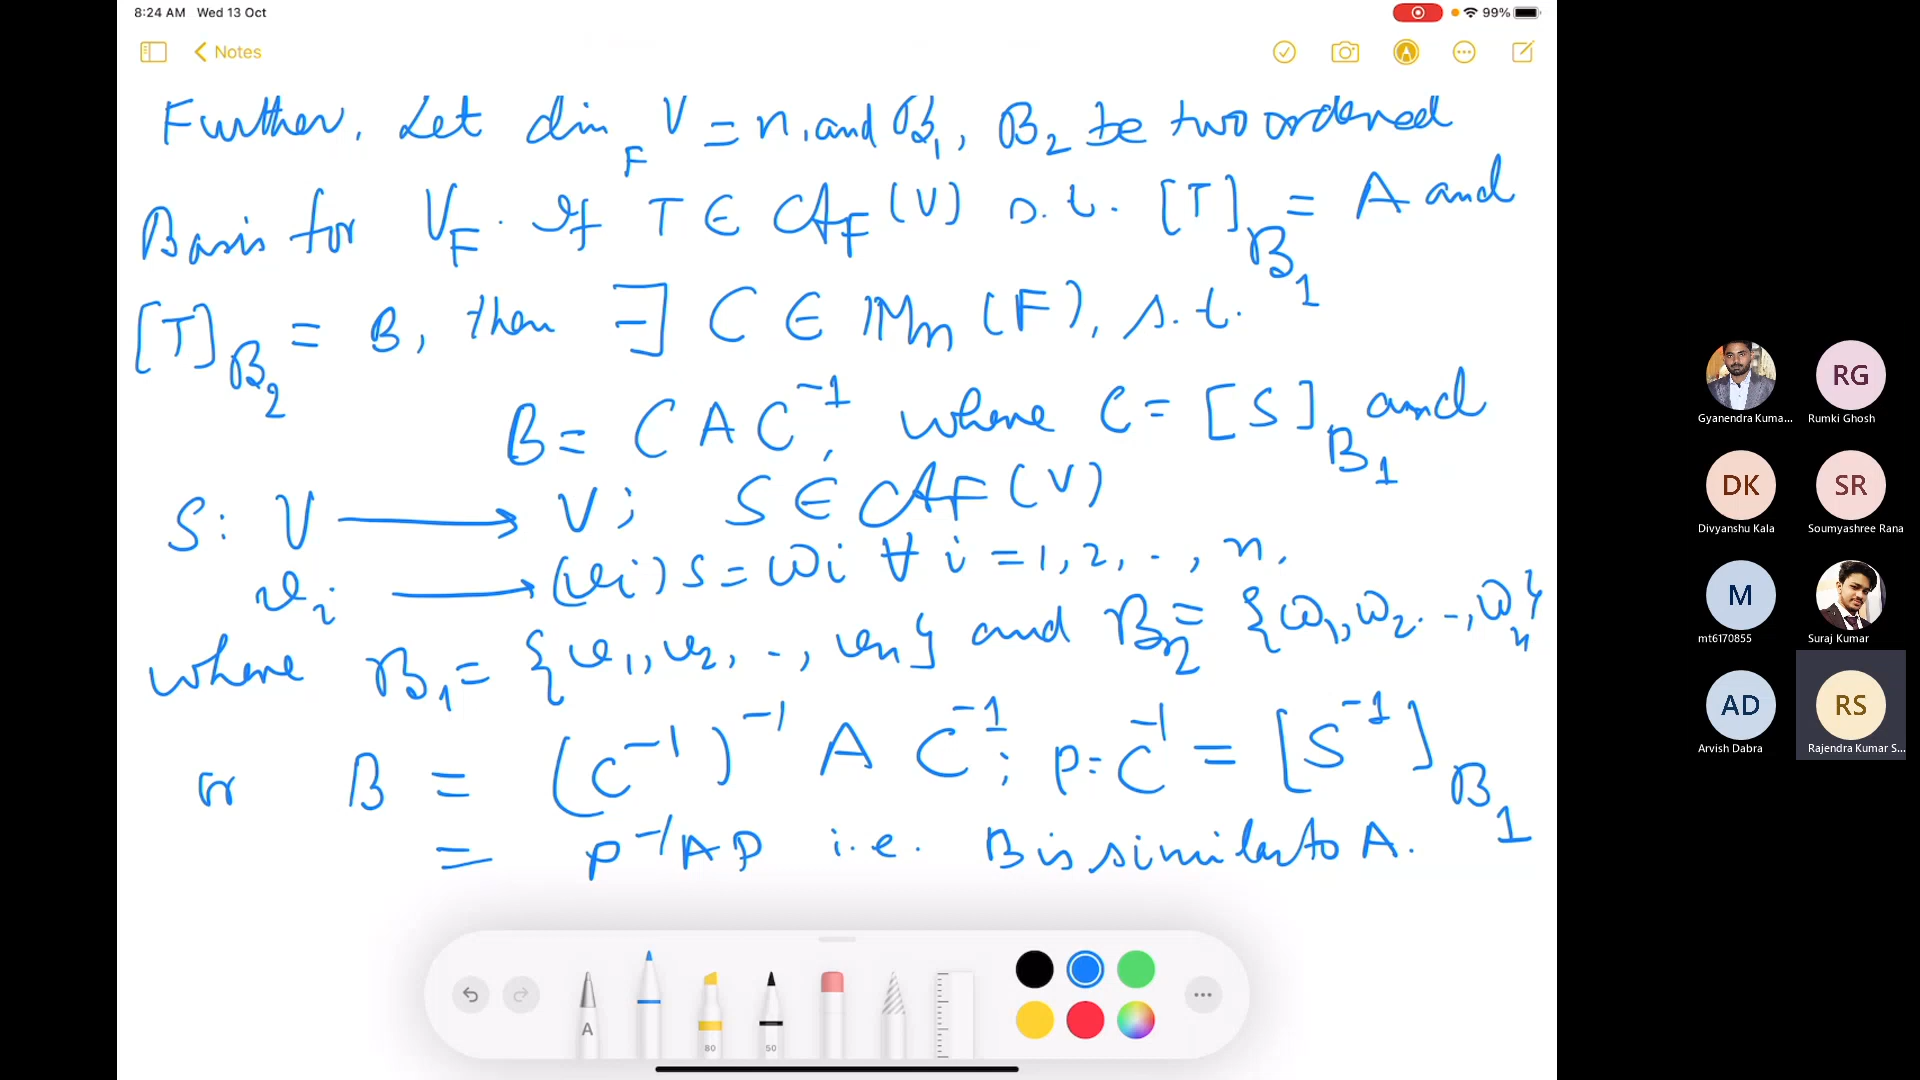 8:24 AM Wed 13 Oct
99%
Notes
Further, Let dim_F V = n, and B_1, B_2 be two ordered
Basis for V_F. If T ∈ A_F(V) s.t. [T]_{B_1} = A and
[T]_{B_2} = B, then ∃ C ∈ M_n(F), s.t.
B = C A C^{-1}, where C = [S]_{B_1} and
S: V ⟶ V; S ∈ A_F(V)
v_i ⟶ (v_i)S = w_i ∀ i = 1, 2, .., n.
where B_1 = {v_1, v_2, .., v_n} and B_2 = {w_1, w_2, .., w_n}
or B = (C^{-1})^{-1} A C^{-1}; P = C^{-1} = [S^{-1}]_{B_1}
= P^{-1}AP i.e. B is similar to A.
A
80
50
Gyanendra Kuma...
RG
Rumki Ghosh
DK
Divyanshu Kala
SR
Soumyashree Rana
M
mt6170855
Suraj Kumar
AD
Arvish Dabra
RS
Rajendra Kumar S...